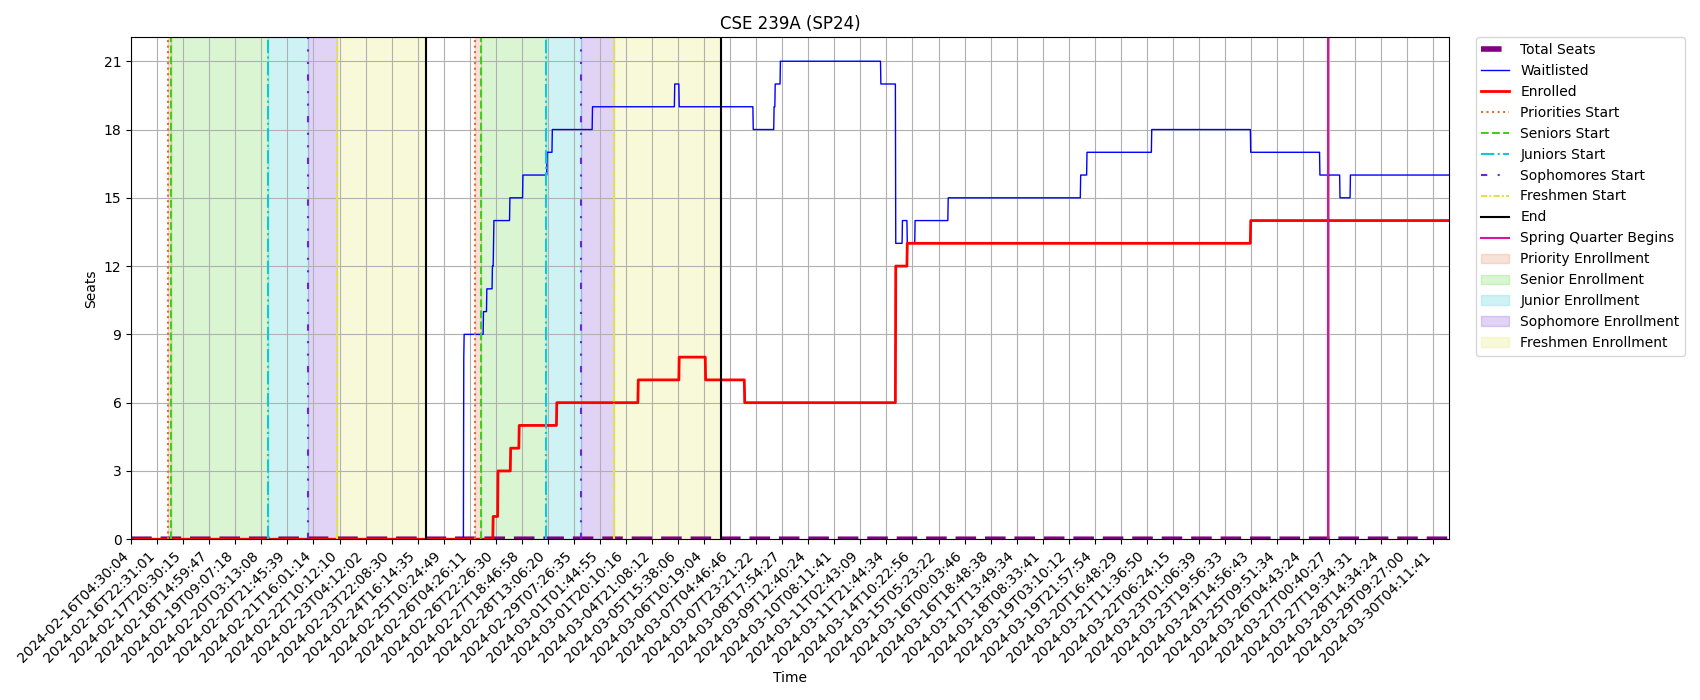 CSE 239A (SP24)
Seats
21
18
15
12
9
6
3
0
2024-02-16T04:30:04
2024-02-16T22:31:01
2024-02-17T20:30:15
2024-02-18T14:59:47
2024-02-19T09:07:18
2024-02-20T03:13:08
2024-02-20T21:45:39
2024-02-21T16:01:14
2024-02-22T10:12:10
2024-02-23T04:12:02
2024-02-23T22:08:30
2024-02-24T16:14:35
2024-02-25T10:24:49
2024-02-26T04:26:11
2024-02-26T22:26:30
2024-02-27T18:46:58
2024-02-28T13:06:20
2024-02-29T07:26:35
2024-03-01T01:44:55
2024-03-01T20:10:16
2024-03-04T21:08:12
2024-03-05T15:38:06
2024-03-06T10:19:04
2024-03-07T04:46:46
2024-03-07T23:21:22
2024-03-08T17:54:27
2024-03-09T12:40:24
2024-03-10T08:11:41
2024-03-11T02:43:09
2024-03-11T21:44:34
2024-03-14T10:22:56
2024-03-15T05:23:22
2024-03-16T00:03:46
2024-03-16T18:48:38
2024-03-17T13:49:34
2024-03-18T08:33:41
2024-03-19T03:10:12
2024-03-19T21:57:54
2024-03-20T16:48:29
2024-03-21T11:36:50
2024-03-22T06:24:15
2024-03-23T01:06:39
2024-03-23T19:56:33
2024-03-24T14:56:43
2024-03-25T09:51:34
2024-03-26T04:43:24
2024-03-27T00:40:27
2024-03-27T19:34:31
2024-03-28T14:34:24
2024-03-29T09:27:00
2024-03-30T04:11:41
Time
Total Seats
Waitlisted
Enrolled
Priorities Start
Seniors Start
Juniors Start
Sophomores Start
Freshmen Start
End
Spring Quarter Begins
Priority Enrollment
Senior Enrollment
Junior Enrollment
Sophomore Enrollment
Freshmen Enrollment